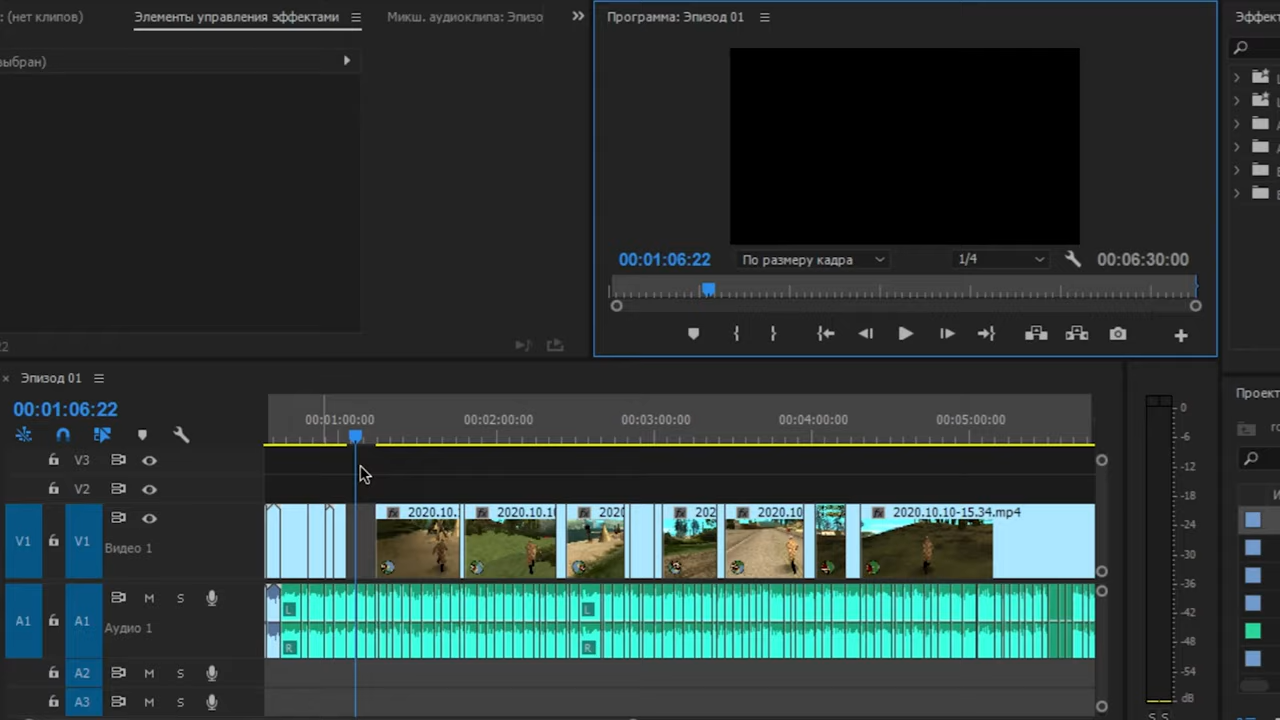 : (нет клипов) Элементы управления эффектами Микш. аудиоклипа: Эпизо
Программа: Эпизод 01
Эффект
ыбран)
00:01:06:22 По размеру кадра 1/4 00:06:30:00
Эпизод 01
00:01:06:22
00:01:00:00 00:02:00:00 00:03:00:00 00:04:00:00 00:05:00:00
V3
V2
2020.10. 2020.10.1 202 2020.10 2020.10.10-15.34.mp4
V1 V1 Видео 1
A1 A1 Аудио 1
M S
L L
R R
A2 M S
A3 M S
0
-6
-12
-18
-24
-30
-36
-42
-48
-54
dB
S S
Проект